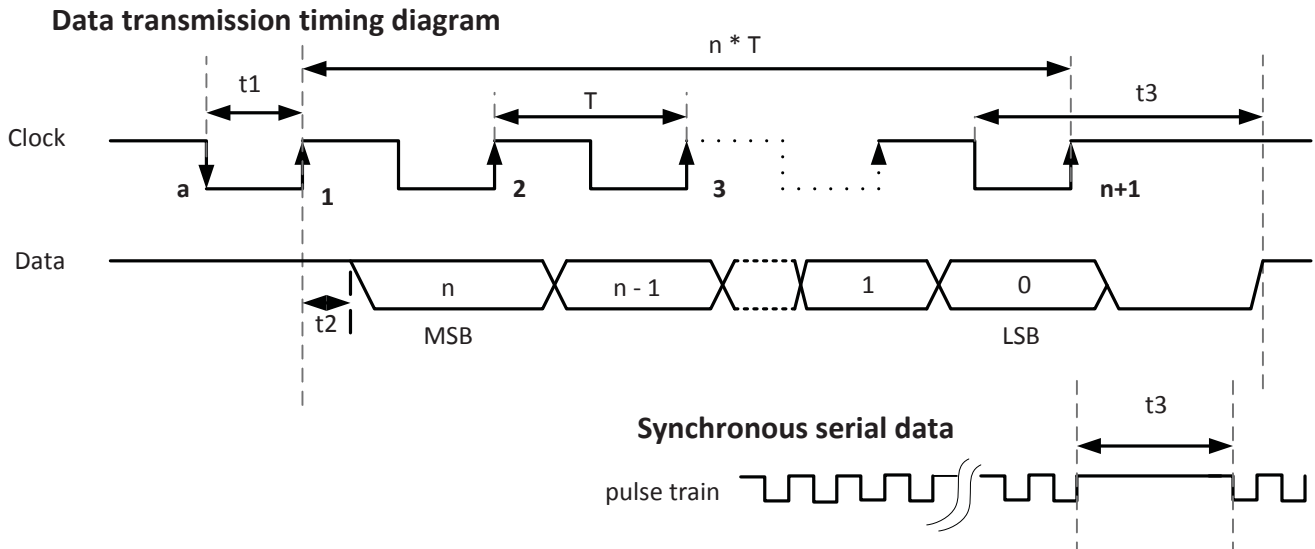 Data transmission timing diagram
n * T
t1
T
t3
Clock
a
1
2
3
n+1
Data
n
n - 1
1
0
t2
MSB
LSB
t3
Synchronous serial data
pulse train